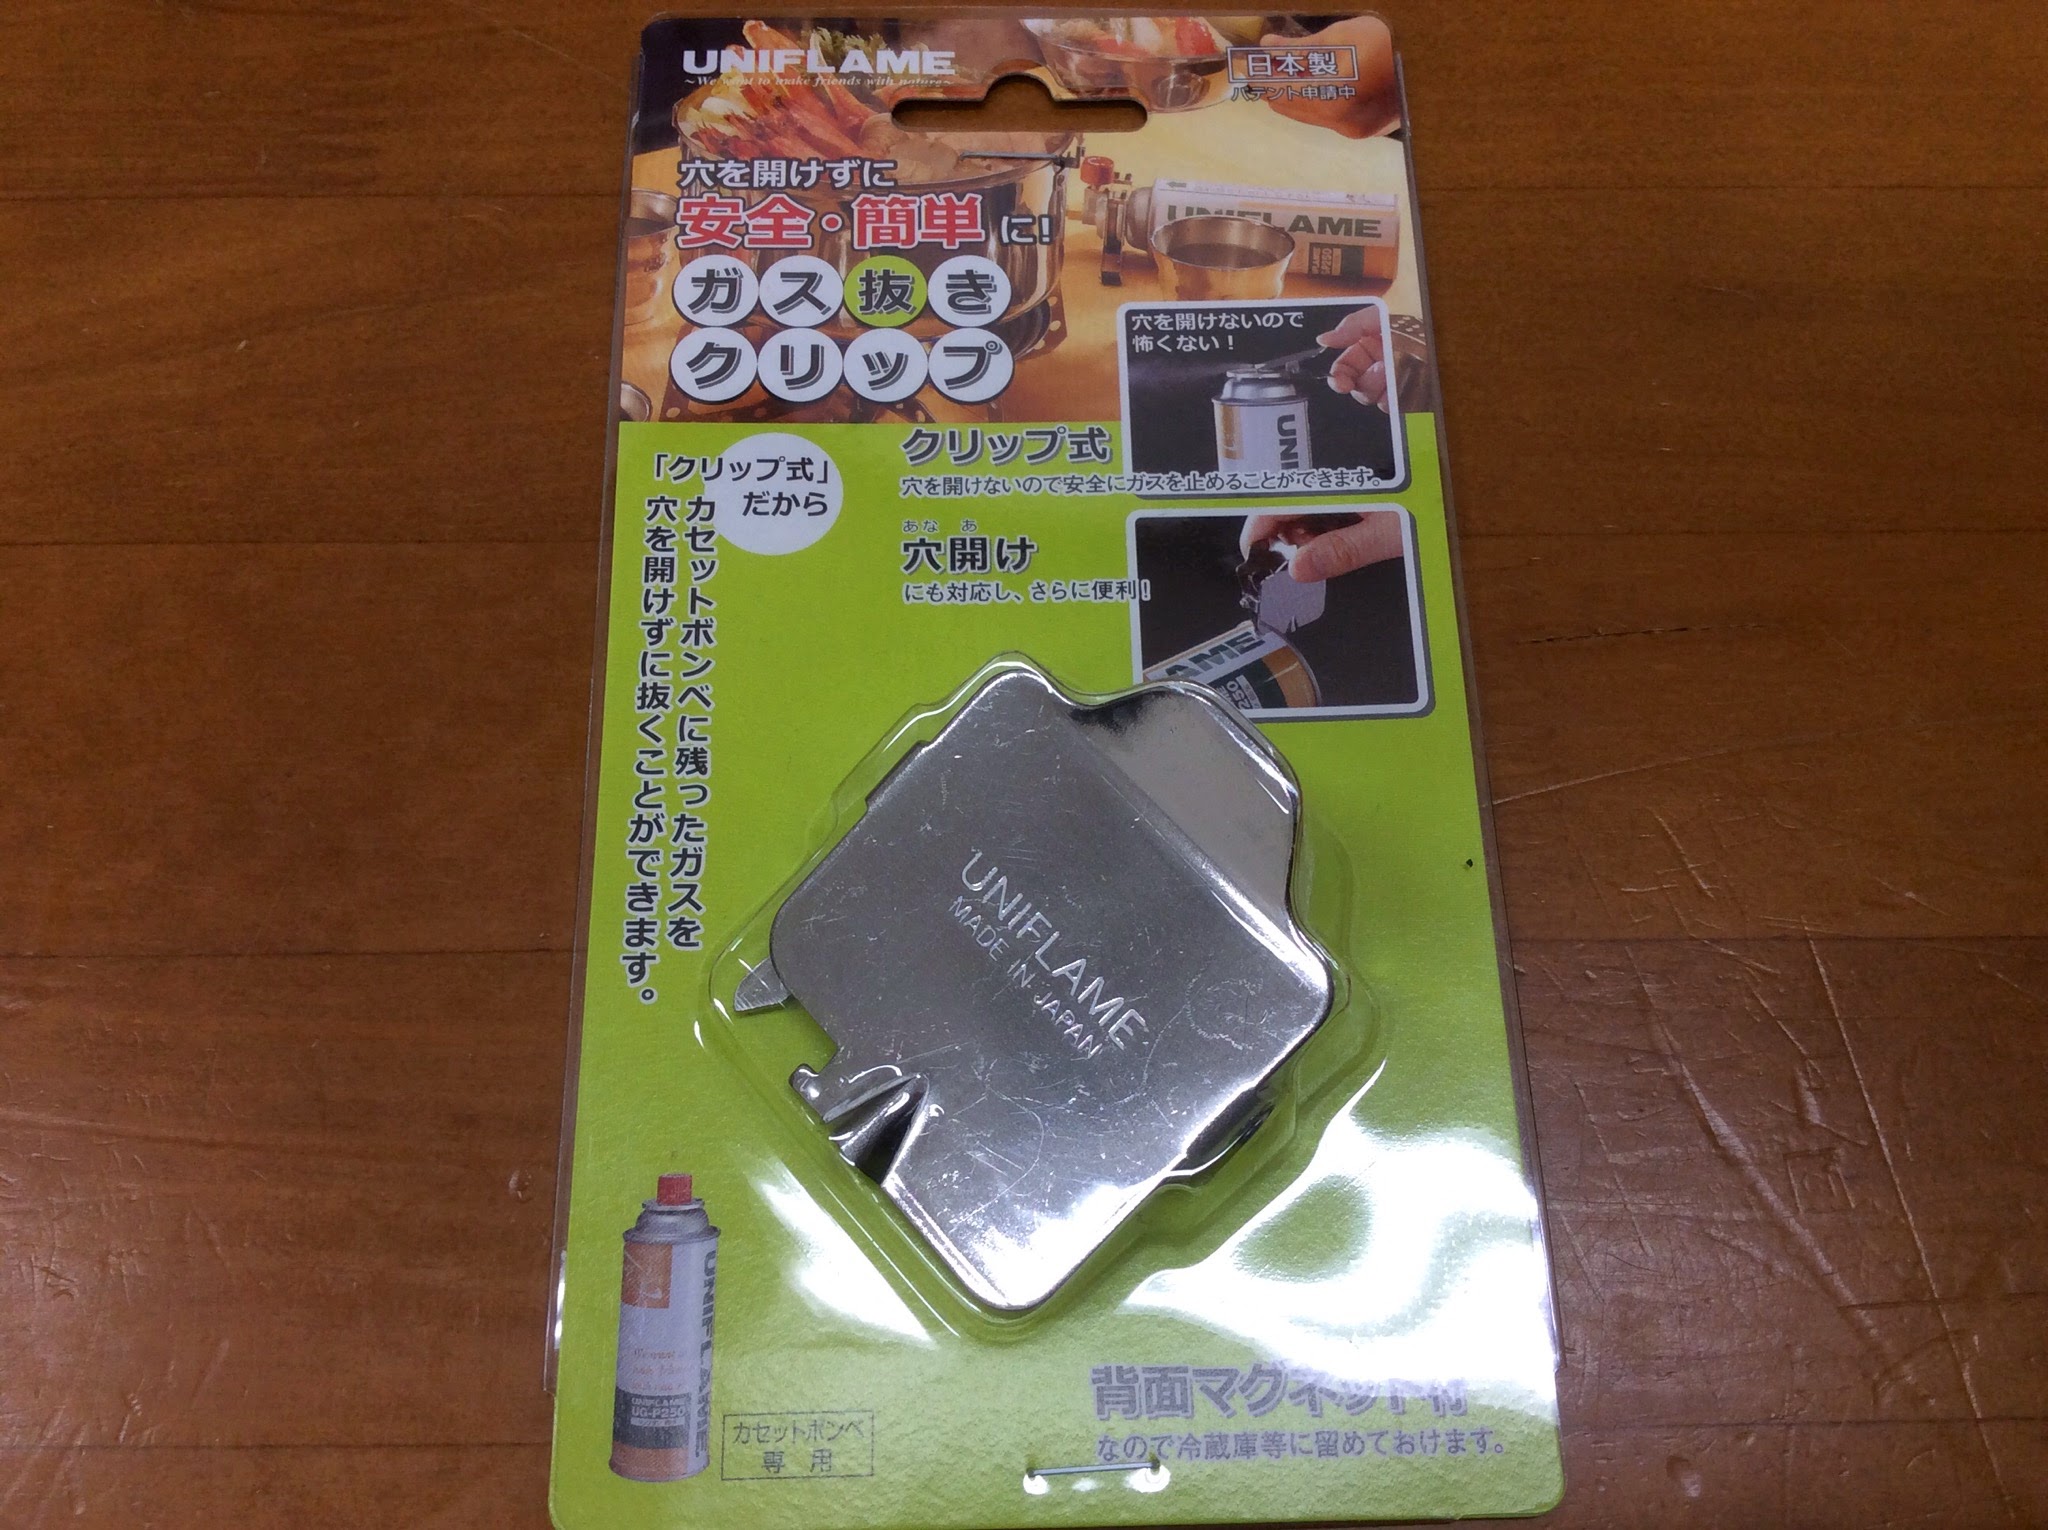 UNIFLAME
~We want to make friends with nature~
日本製
パテント申請中
穴を開けずに
安全・簡単に!
ガス抜き
クリップ
UNIFLAME
穴を開けないので
怖くない!
UNI
クリップ式
穴を開けないので安全にガスを止めることができます。
「クリップ式」
だから
カセットボンベに残ったガスを
穴を開けずに抜くことができます。
あな あ
穴開け
にも対応し、さらに便利!
AME
UNIFLAME
MADE IN JAPAN
UNIFLAME
UNIFLAME
UG-P250
カセットボンベ
専用
背面マグネット付
なので冷蔵庫等に留めておけます。